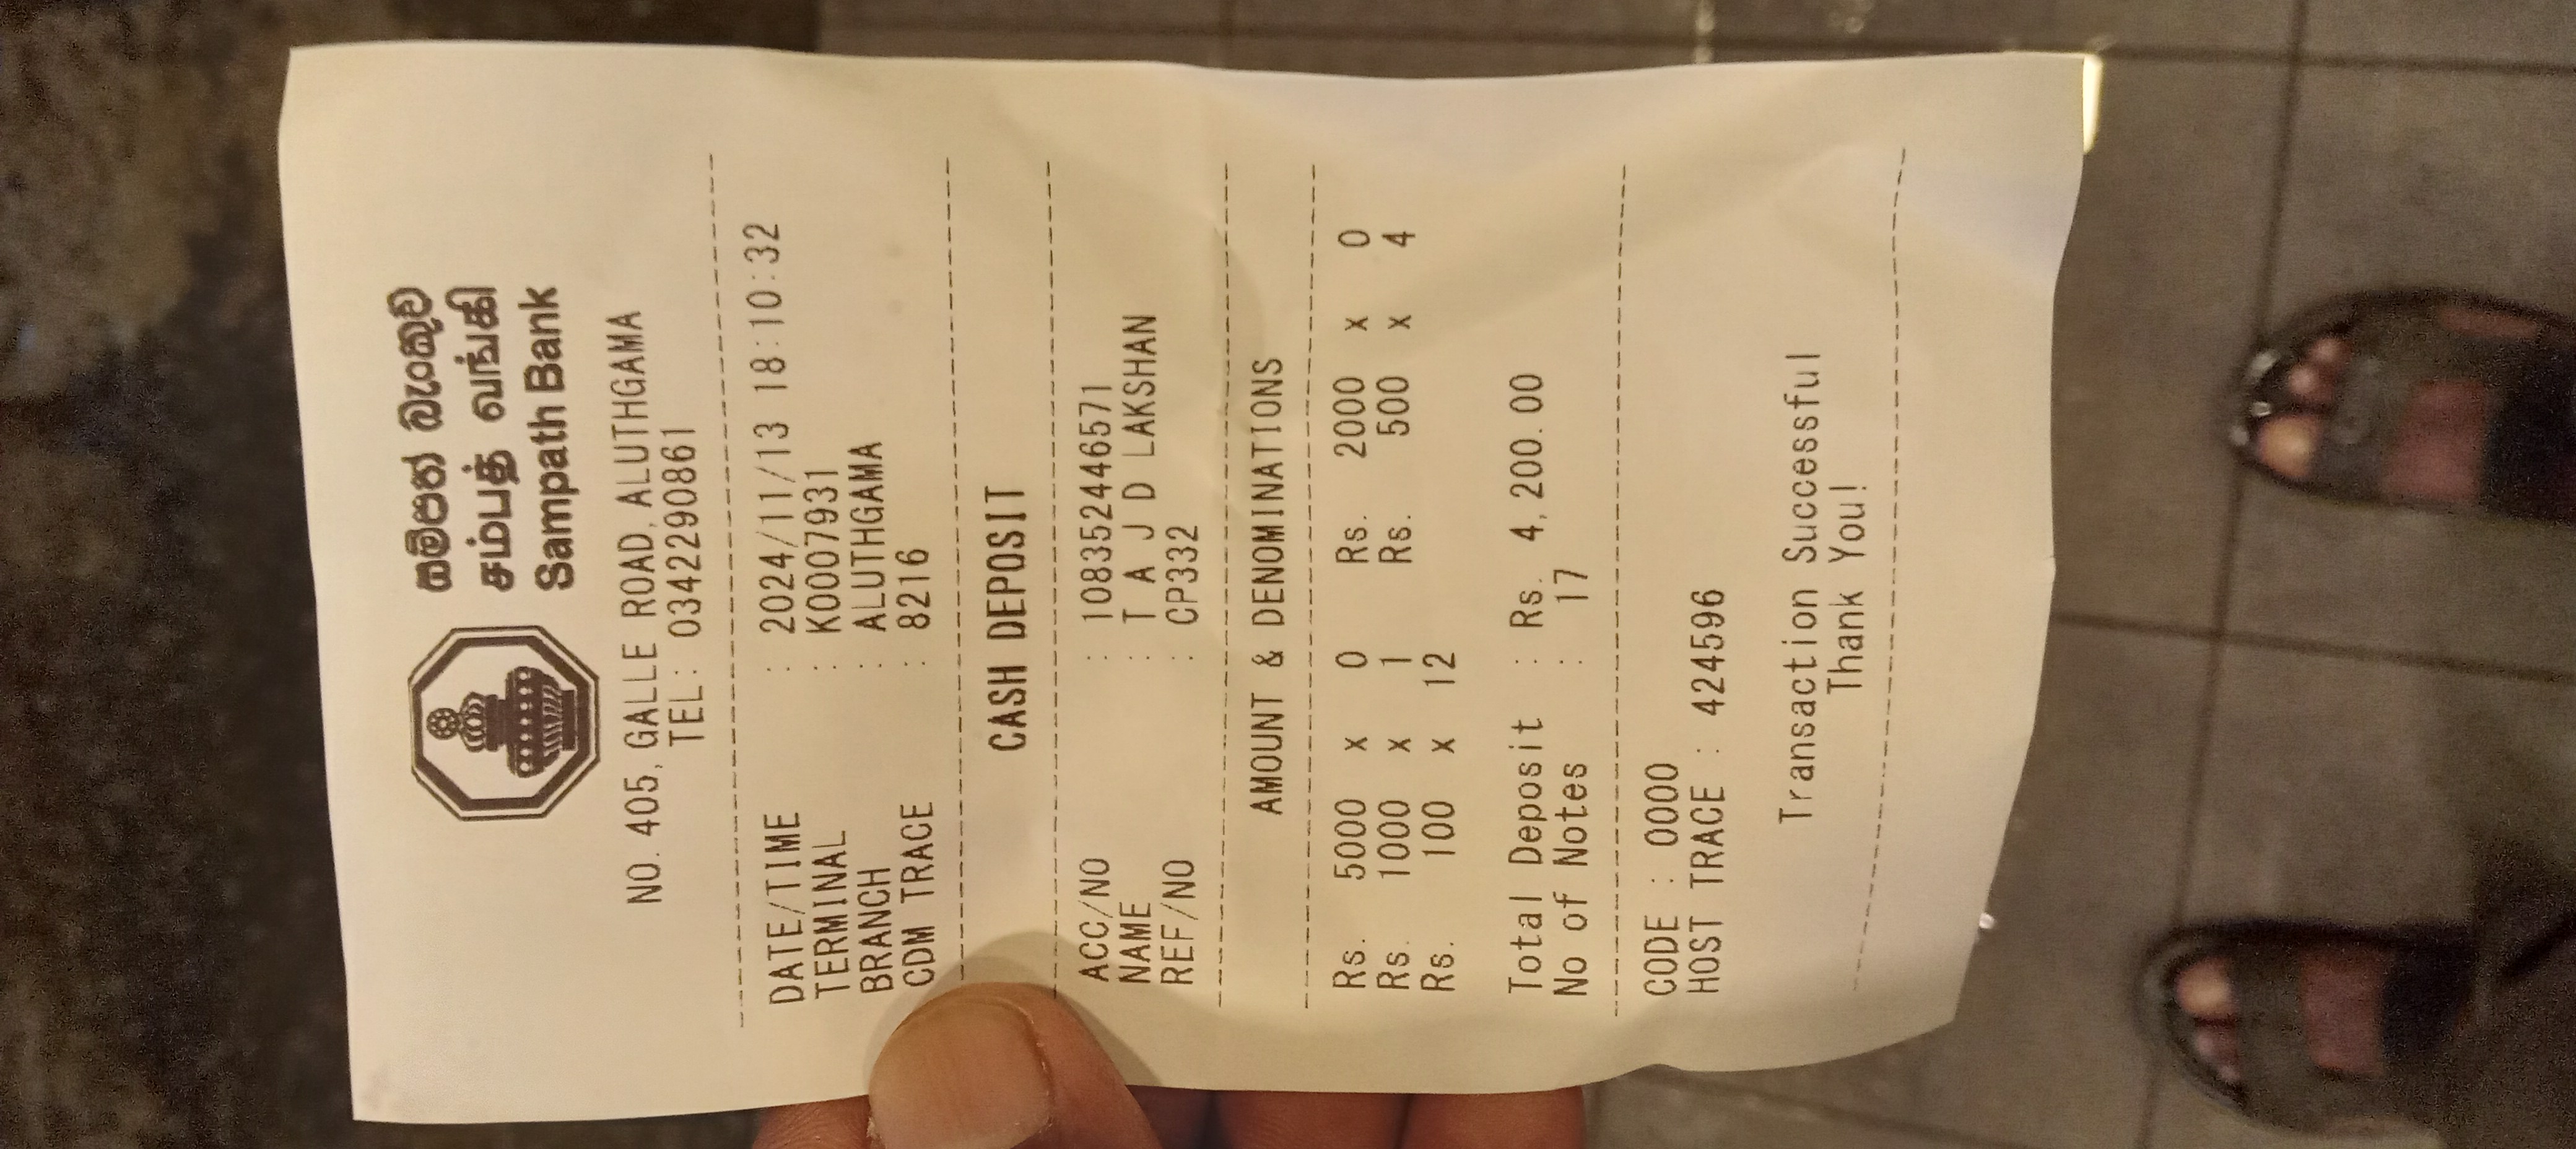 සම්පත් බැංකුව
சம்பத் வங்கி
Sampath Bank
NO. 405, GALLE ROAD, ALUTHGAMA
TEL: 0342290861
DATE/TIME : 2024/11/13 18:10:32
TERMINAL : K0007931
BRANCH : ALUTHGAMA
CDM TRACE : 8216
CASH DEPOSIT
ACC/NO : 108352446571
NAME : T A J D LAKSHAN
REF/NO : CP332
AMOUNT & DENOMINATIONS
Rs. 5000 x 0 Rs. 2000 x 0
Rs. 1000 x 1 Rs. 500 x 4
Rs. 100 x 12
Total Deposit : Rs. 4,200.00
No of Notes : 17
CODE : 0000
HOST TRACE : 424596
Transaction Successful
Thank You!